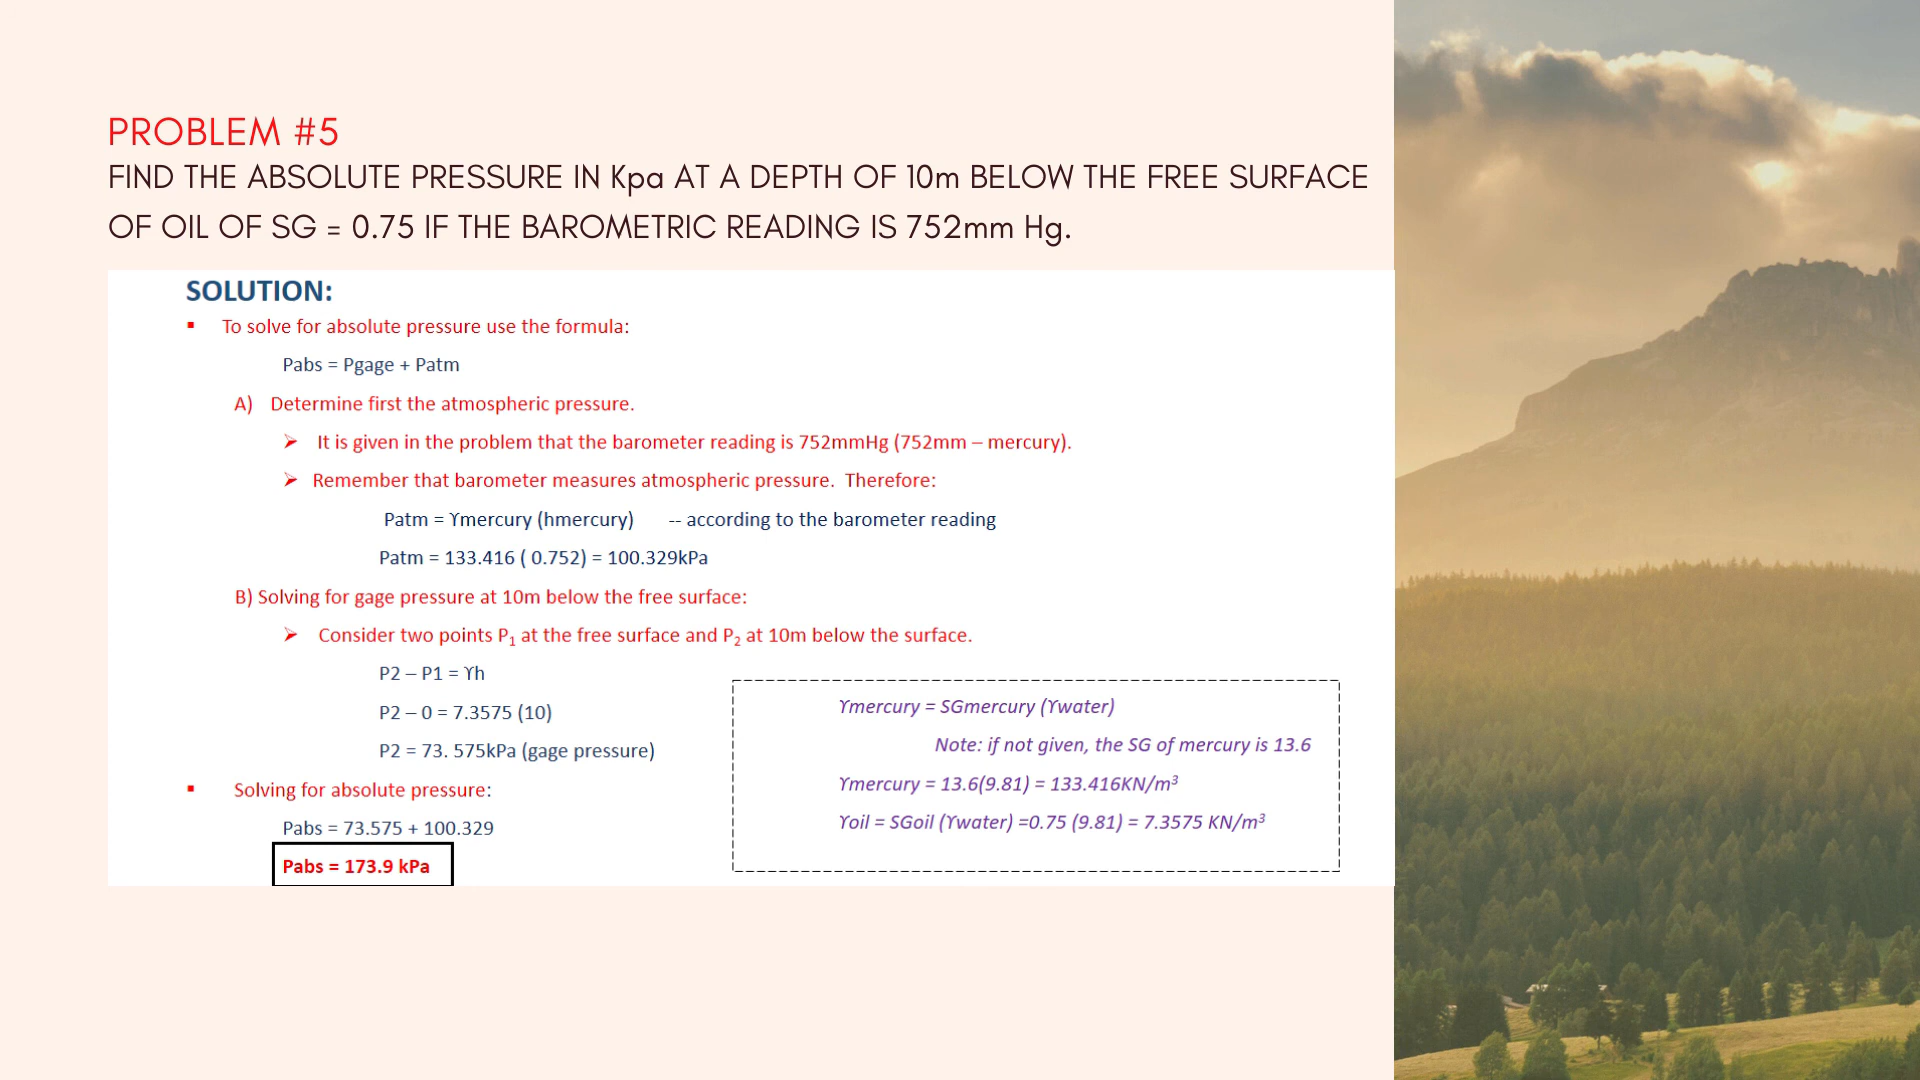 PROBLEM #5
FIND THE ABSOLUTE PRESSURE IN Kpa AT A DEPTH OF 10m BELOW THE FREE SURFACE
OF OIL OF SG = 0.75 IF THE BAROMETRIC READING IS 752mm Hg.
SOLUTION:
▪ To solve for absolute pressure use the formula:
Pabs = Pgage + Patm
A) Determine first the atmospheric pressure.
➢ It is given in the problem that the barometer reading is 752mmHg (752mm – mercury).
➢ Remember that barometer measures atmospheric pressure. Therefore:
Patm = ϒmercury (hmercury) -- according to the barometer reading
Patm = 133.416 ( 0.752) = 100.329kPa
B) Solving for gage pressure at 10m below the free surface:
➢ Consider two points P₁ at the free surface and P₂ at 10m below the surface.
P2 – P1 = ϒh
P2 – 0 = 7.3575 (10)
P2 = 73. 575kPa (gage pressure)
▪ Solving for absolute pressure:
Pabs = 73.575 + 100.329
Pabs = 173.9 kPa
ϒmercury = SGmercury (ϒwater)
Note: if not given, the SG of mercury is 13.6
ϒmercury = 13.6(9.81) = 133.416KN/m³
ϒoil = SGoil (ϒwater) =0.75 (9.81) = 7.3575 KN/m³